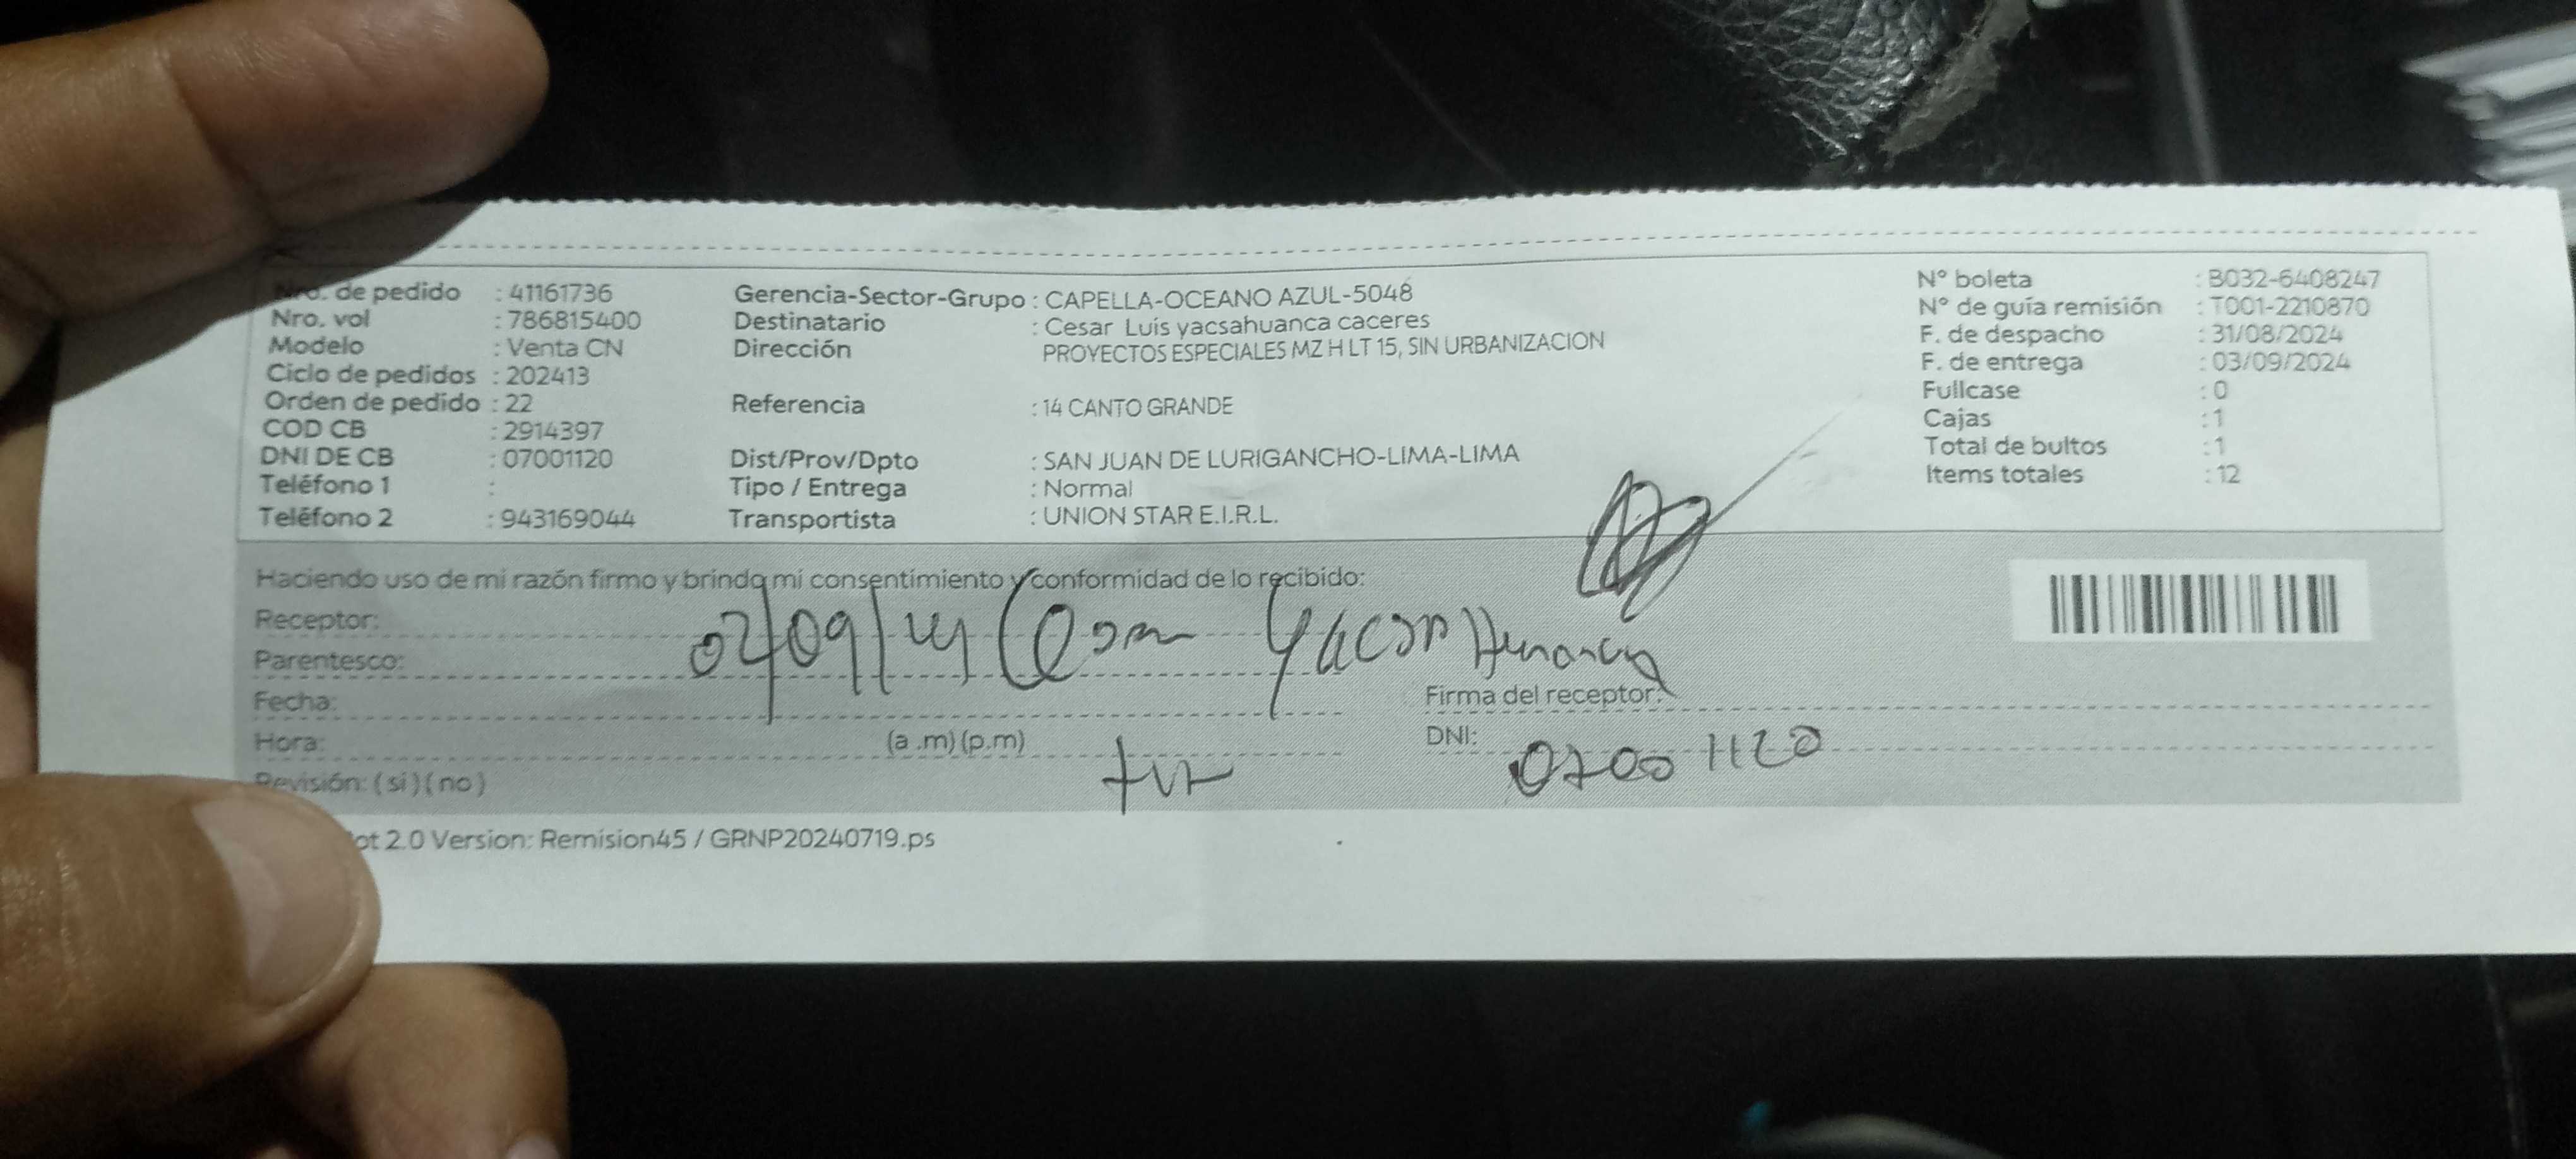 Nro. de pedido : 41161736
Nro. vol : 786815400
Modelo : Venta CN
Ciclo de pedidos : 202413
Orden de pedido : 22
COD CB : 2914397
DNI DE CB : 07001120
Teléfono 1 :
Teléfono 2 : 943169044
Gerencia-Sector-Grupo : CAPELLA-OCEANO AZUL-5048
Destinatario : Cesar Luis yacsahuanca caceres
Dirección PROYECTOS ESPECIALES MZ H LT 15, SIN URBANIZACION
Referencia : 14 CANTO GRANDE
Dist/Prov/Dpto : SAN JUAN DE LURIGANCHO-LIMA-LIMA
Tipo / Entrega : Normal
Transportista : UNION STAR E.I.R.L.
N° boleta : B032-6408247
N° de guía remisión : T001-2210870
F. de despacho : 31/08/2024
F. de entrega : 03/09/2024
Fullcase : 0
Cajas : 1
Total de bultos : 1
Items totales : 12
Haciendo uso de mi razón firmo y brindo mi consentimiento y conformidad de lo recibido:
Receptor:
Parentesco:
Fecha:
Hora: (a .m) (p.m)
Revisión: ( si ) ( no )
Firma del receptor:
DNI: 07001120
ot 2.0 Version: Remision45 / GRNP20240719.ps